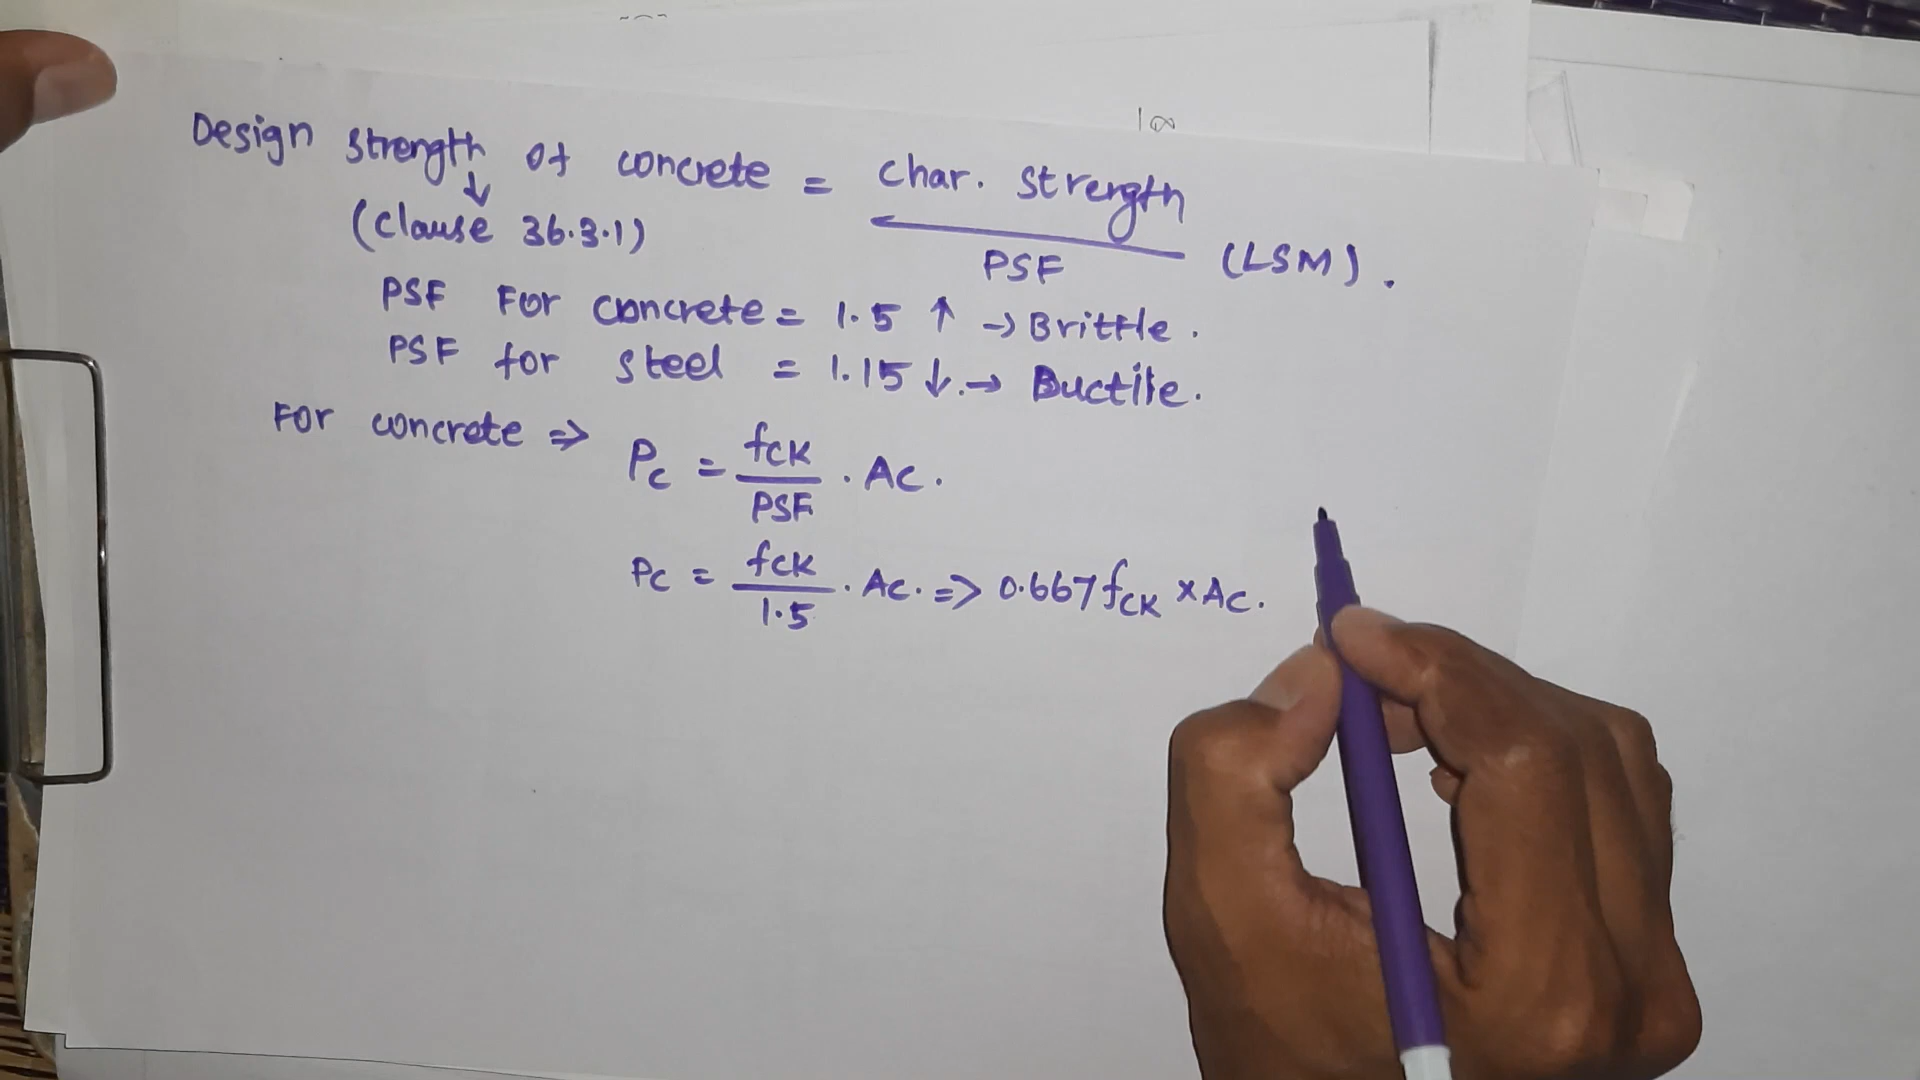 Design strength of concrete = char. strength
PSF (LSM).
(Clause 36.3.1)
PSF For concrete = 1.5 ↑ → Brittle.
PSF for steel = 1.15 ↓. → Ductile.
For concrete ⇒ Pc = fck / PSF . Ac.
Pc = fck / 1.5 . Ac. => 0.667 fck × Ac.